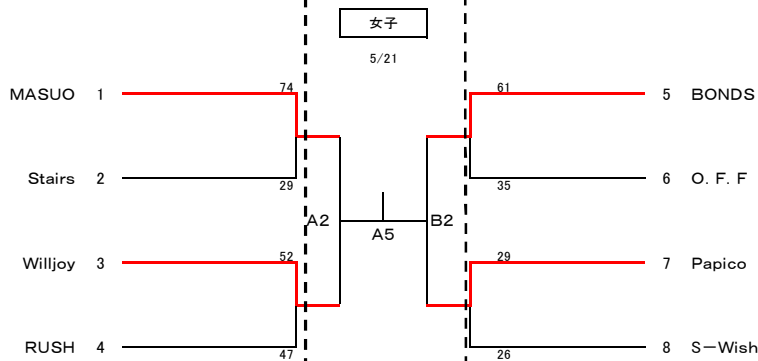 女子
5/21
MASUO 1 74 61 5 BONDS
Stairs 2 29 35 6 O. F. F
A2 A5 B2
Willjoy 3 52 29 7 Papico
RUSH 4 47 26 8 S－Wish